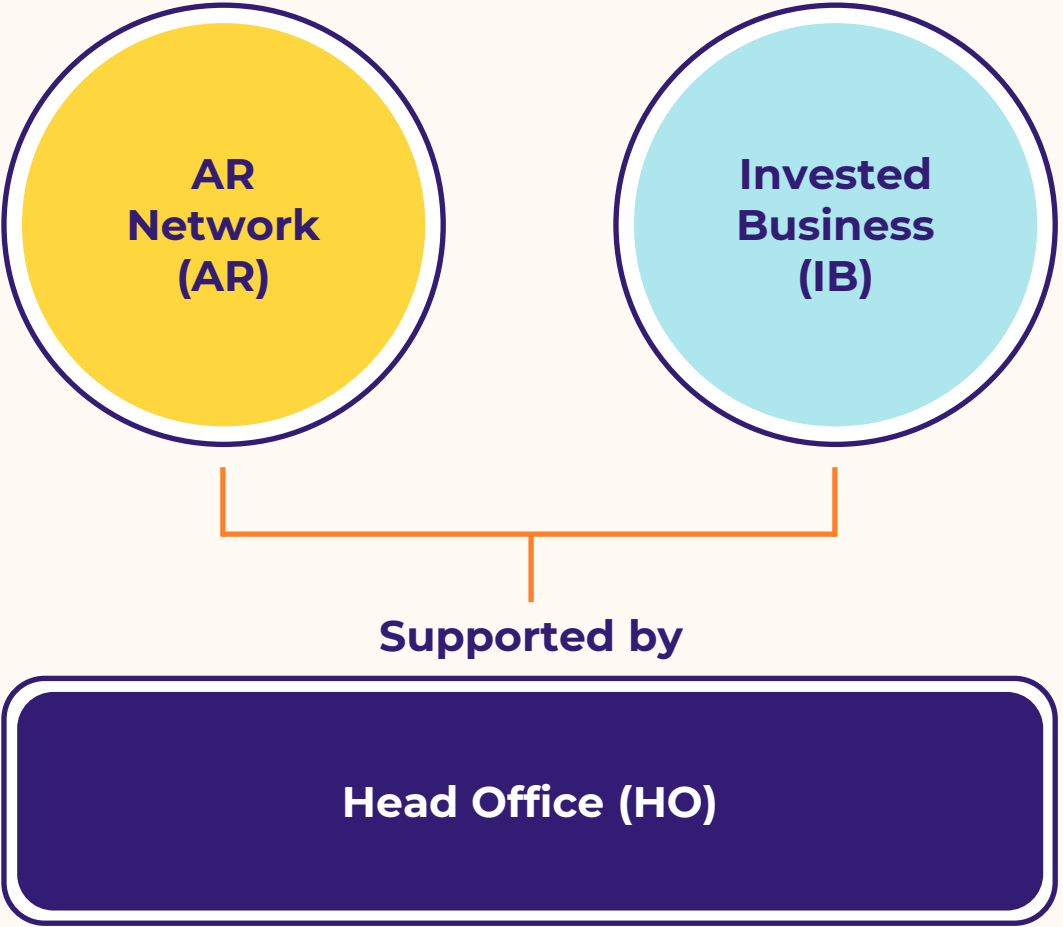 AR
Network
(AR)
Invested
Business
(IB)
Supported by
Head Office (HO)